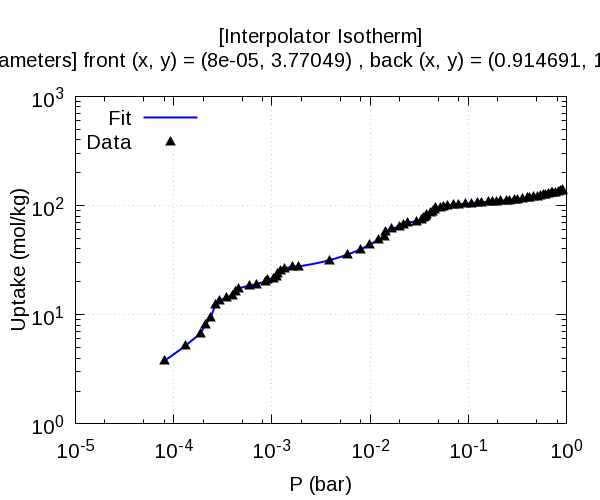 [Interpolator Isotherm]
ameters] front (x, y) = (8e-05, 3.77049) , back (x, y) = (0.914691, 1
10^3
Fit
Data
10^2
Uptake (mol/kg)
10^1
10^0
10^-5 10^-4 10^-3 10^-2 10^-1 10^0
P (bar)